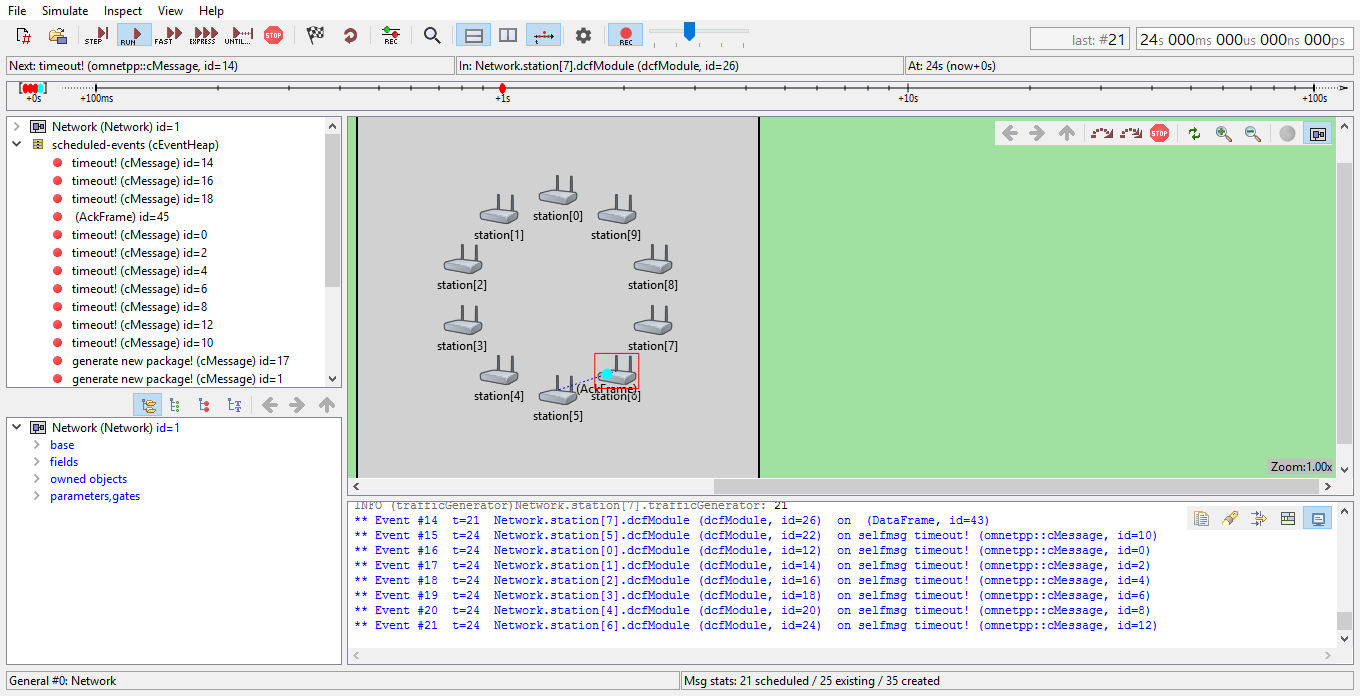 File Simulate Inspect View Help
STEP RUN FAST EXPRESS UNTIL... STOP REC REC
last: #21 24s 000ms 000us 000ns 000ps
Next: timeout! (omnetpp::cMessage, id=14) In: Network.station[7].dcfModule (dcfModule, id=26) At: 24s (now+0s)
+0s +100ms +1s +10s +100s
Network (Network) id=1
scheduled-events (cEventHeap)
timeout! (cMessage) id=14
timeout! (cMessage) id=16
timeout! (cMessage) id=18
(AckFrame) id=45
timeout! (cMessage) id=0
timeout! (cMessage) id=2
timeout! (cMessage) id=4
timeout! (cMessage) id=6
timeout! (cMessage) id=8
timeout! (cMessage) id=12
timeout! (cMessage) id=10
generate new package! (cMessage) id=17
generate new package! (cMessage) id=1
Network (Network) id=1
base
fields
owned objects
parameters,gates
STOP
station[0]
station[1]
station[9]
station[2]
station[8]
station[3]
station[7]
(AckFrame)
station[4]
station[6]
station[5]
Zoom:1.00x
INFO (trafficGenerator)Network.station[7].trafficGenerator: 21
** Event #14 t=21 Network.station[7].dcfModule (dcfModule, id=26) on (DataFrame, id=43)
** Event #15 t=24 Network.station[5].dcfModule (dcfModule, id=22) on selfmsg timeout! (omnetpp::cMessage, id=10)
** Event #16 t=24 Network.station[0].dcfModule (dcfModule, id=12) on selfmsg timeout! (omnetpp::cMessage, id=0)
** Event #17 t=24 Network.station[1].dcfModule (dcfModule, id=14) on selfmsg timeout! (omnetpp::cMessage, id=2)
** Event #18 t=24 Network.station[2].dcfModule (dcfModule, id=16) on selfmsg timeout! (omnetpp::cMessage, id=4)
** Event #19 t=24 Network.station[3].dcfModule (dcfModule, id=18) on selfmsg timeout! (omnetpp::cMessage, id=6)
** Event #20 t=24 Network.station[4].dcfModule (dcfModule, id=20) on selfmsg timeout! (omnetpp::cMessage, id=8)
** Event #21 t=24 Network.station[6].dcfModule (dcfModule, id=24) on selfmsg timeout! (omnetpp::cMessage, id=12)
General #0: Network Msg stats: 21 scheduled / 25 existing / 35 created